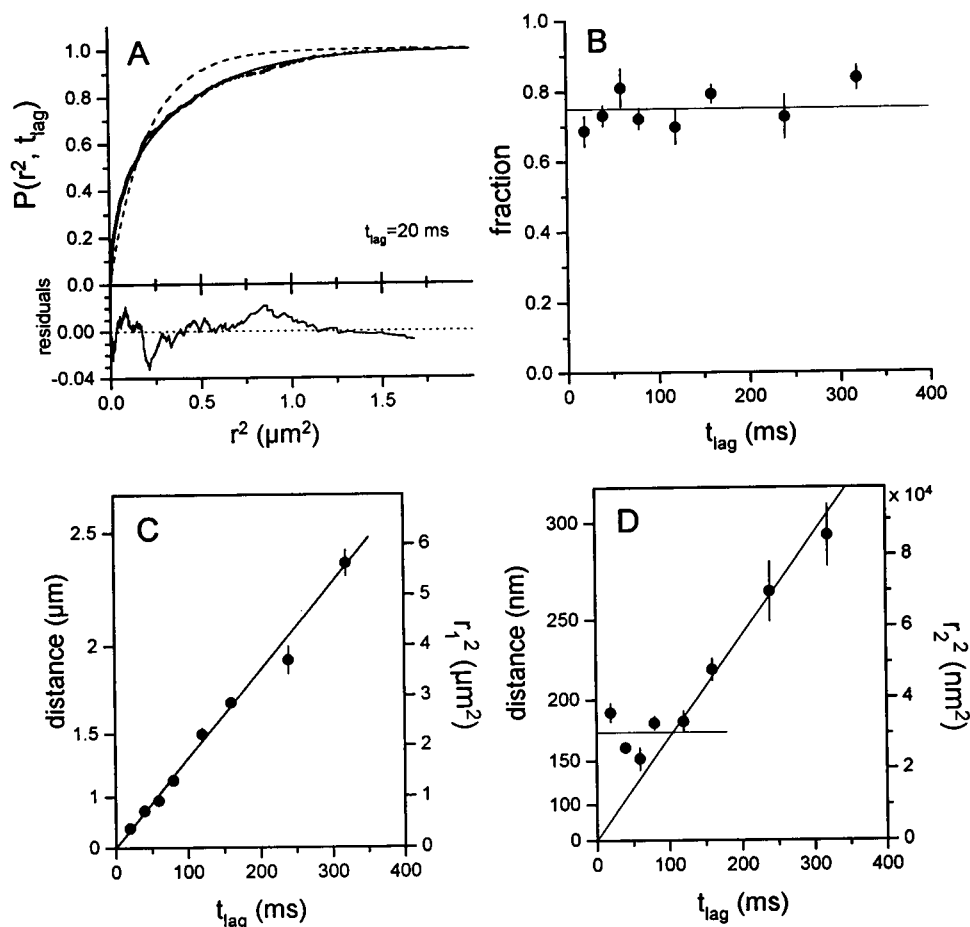 A
P(r², t_lag)
1.0
0.8
0.6
0.4
0.2
0.0
t_lag=20 ms
residuals
0.00
-0.04
0.0 0.5 1.0 1.5
r² (μm²)
B
fraction
1.0
0.8
0.6
0.4
0.2
0.0
0 100 200 300 400
t_lag (ms)
C
distance (μm)
2.5
2
1.5
1
0
r₁² (μm²)
6
5
4
3
2
1
0
0 100 200 300 400
t_lag (ms)
D
distance (nm)
300
250
200
150
100
0
x 10⁴
r₂² (nm²)
8
6
4
2
0
0 100 200 300 400
t_lag (ms)